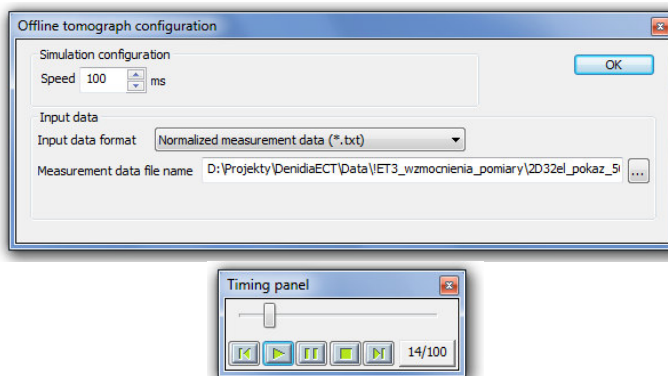 Offline tomograph configuration
Simulation configuration
Speed 100 ms
OK
Input data
Input data format Normalized measurement data (*.txt)
Measurement data file name D:\Projekty\DenidiaECT\Data\!ET3_wzmocnienia_pomiary\2D32el_pokaz_5 ...
Timing panel
14/100